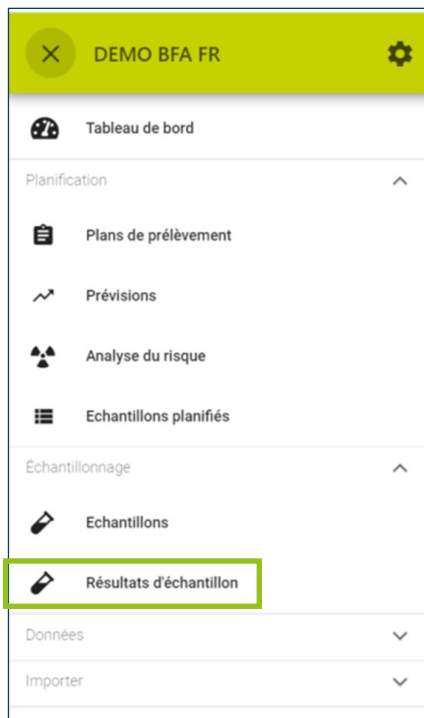 DEMO BFA FR
Tableau de bord
Planification
Plans de prélèvement
Prévisions
Analyse du risque
Echantillons planifiés
Échantillonnage
Echantillons
Résultats d'échantillon
Données
Importer